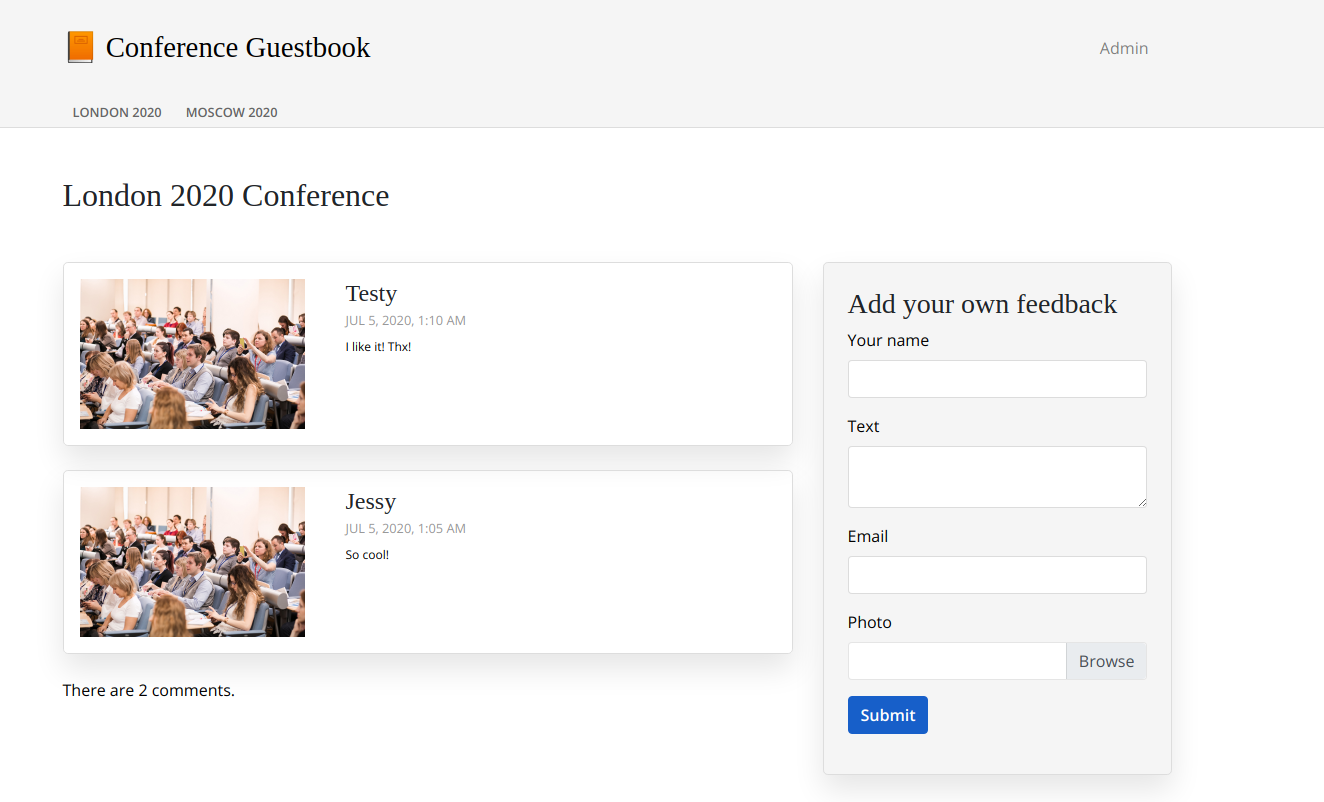 Conference Guestbook
Admin
LONDON 2020 MOSCOW 2020
London 2020 Conference
Testy
JUL 5, 2020, 1:10 AM
I like it! Thx!
Jessy
JUL 5, 2020, 1:05 AM
So cool!
There are 2 comments.
Add your own feedback
Your name
Text
Email
Photo
Browse
Submit